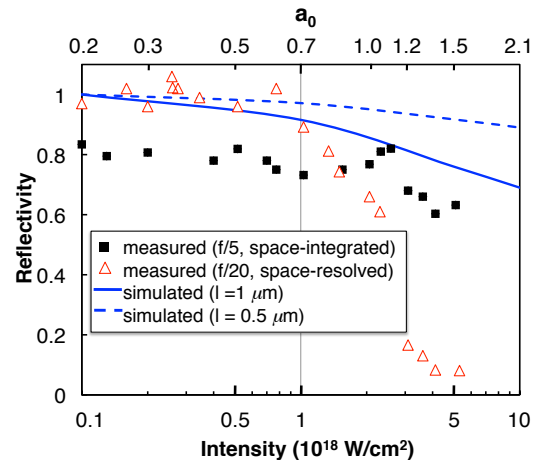 a₀
0.2 0.3 0.5 0.7 1.0 1.2 1.5 2.1
1
0.8
0.6
0.4
0.2
0
Reflectivity
measured (f/5, space-integrated)
measured (f/20, space-resolved)
simulated (l =1 μm)
simulated (l = 0.5 μm)
0.1 0.5 1 5 10
Intensity (10¹⁸ W/cm²)